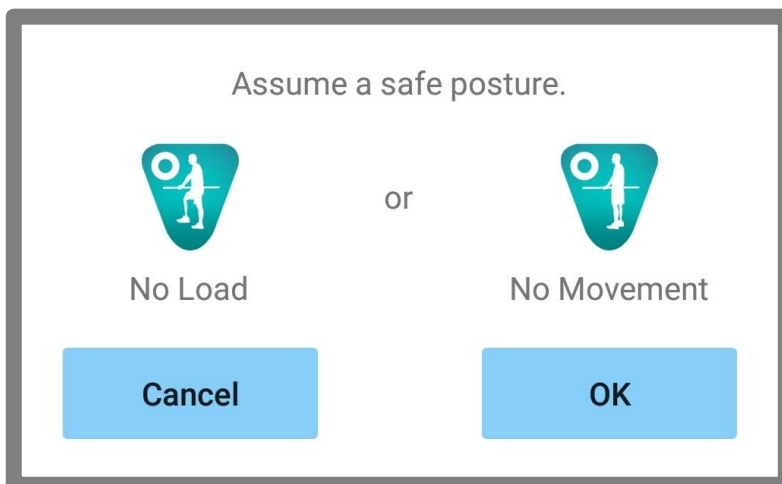 Assume a safe posture.
or
No Load
No Movement
Cancel
OK